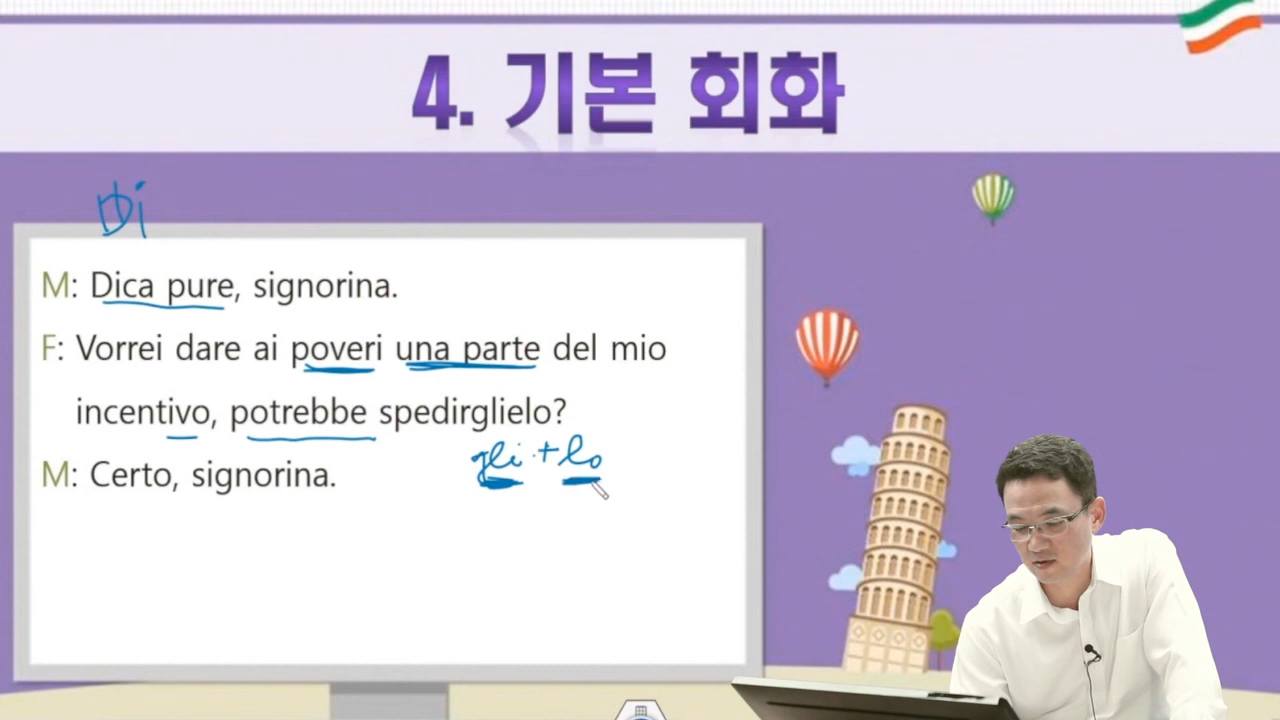 4. 기본 회화
Di
M: Dica pure, signorina.
F: Vorrei dare ai poveri una parte del mio
incentivo, potrebbe spedirglielo?
gli + lo
M: Certo, signorina.